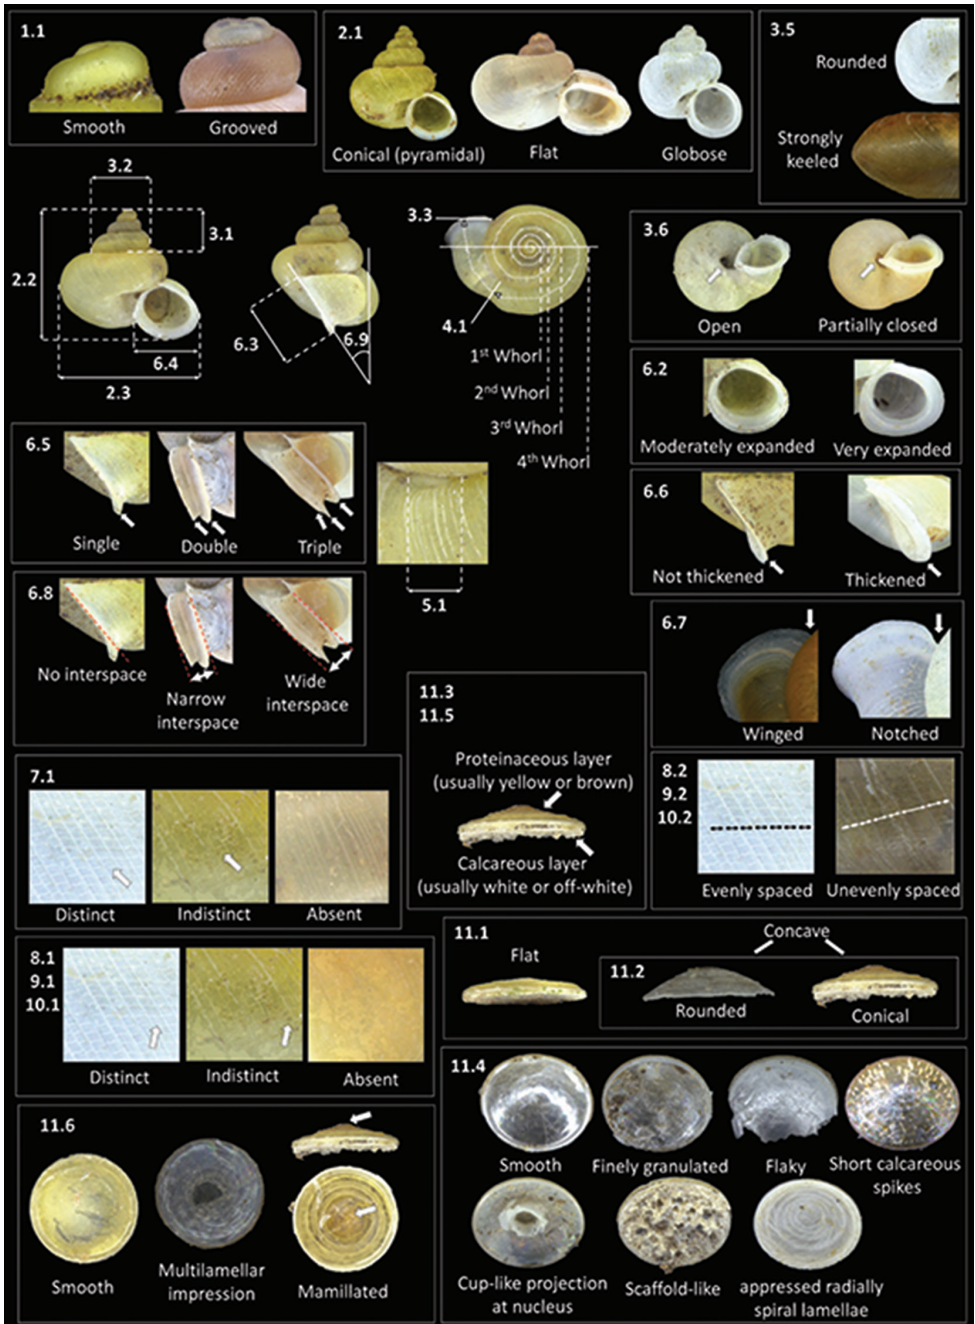 1.1
Smooth
Grooved
2.1
Conical (pyramidal)
Flat
Globose
3.5
Rounded
Strongly
keeled
3.2
3.1
2.2
6.4
2.3
6.3
6.9
3.3
4.1
1st Whorl
2nd Whorl
3rd Whorl
4th Whorl
3.6
Open
Partially closed
6.2
Moderately expanded
Very expanded
6.5
Single
Double
Triple
5.1
6.6
Not thickened
Thickened
6.8
No interspace
Narrow
interspace
Wide
interspace
6.7
Winged
Notched
11.3
11.5
Proteinaceous layer
(usually yellow or brown)
Calcareous layer
(usually white or off-white)
7.1
Distinct
Indistinct
Absent
8.2
9.2
10.2
Evenly spaced
Unevenly spaced
8.1
9.1
10.1
Distinct
Indistinct
Absent
11.1
Flat
Concave
11.2
Rounded
Conical
11.4
Smooth
Finely granulated
Flaky
Short calcareous
spikes
Cup-like projection
at nucleus
Scaffold-like
appressed radially
spiral lamellae
11.6
Smooth
Multilamellar
impression
Mamillated